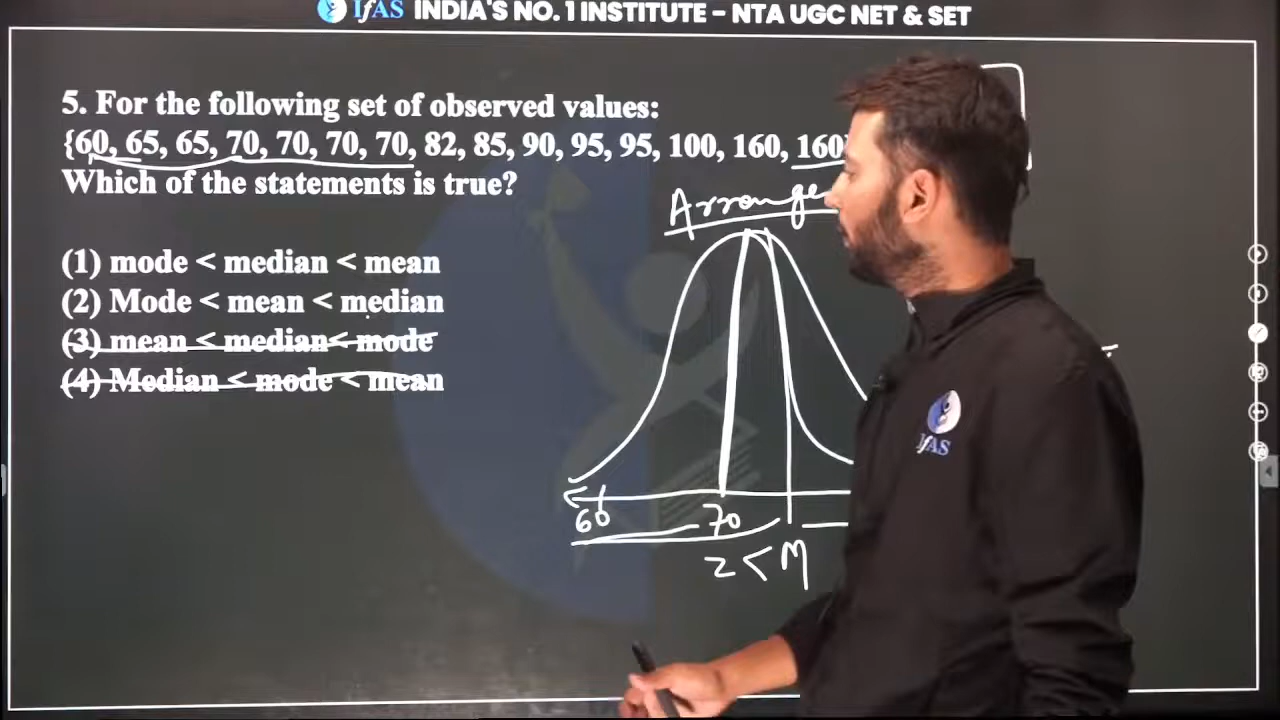 IfAS INDIA'S NO. 1 INSTITUTE – NTA UGC NET & SET
5. For the following set of observed values:
{60, 65, 65, 70, 70, 70, 70, 82, 85, 90, 95, 95, 100, 160, 160
Which of the statements is true?
Arrange
(1) mode < median < mean
(2) Mode < mean < median
(3) mean < median< mode
(4) Median < mode < mean
60 70
z < M
IfAS